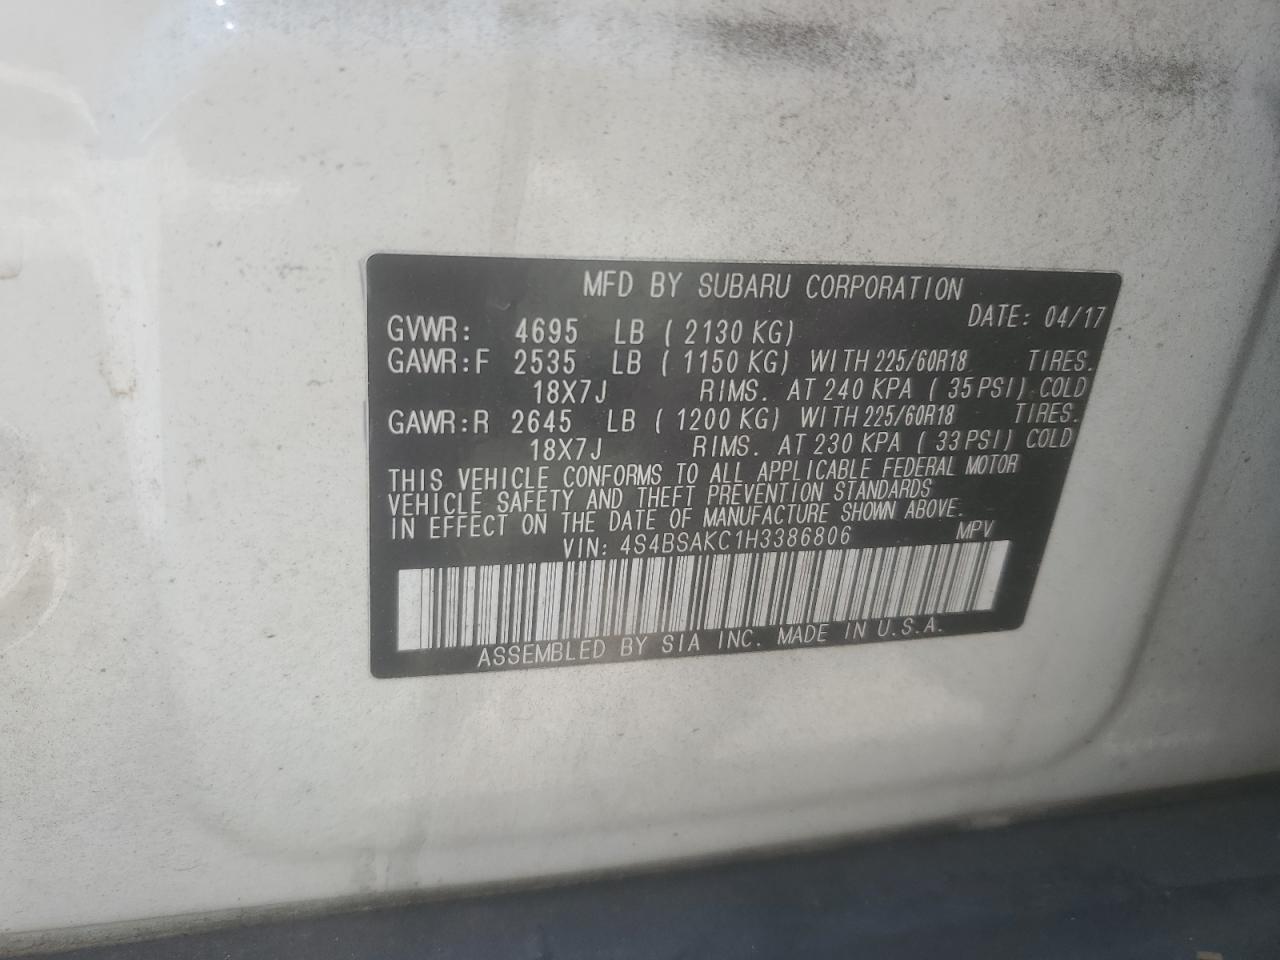 MFD BY SUBARU CORPORATION
DATE: 04/17
GVWR: 4695 LB ( 2130 KG)
GAWR:F 2535 LB ( 1150 KG) WITH 225/60R18 TIRES.
18X7J RIMS. AT 240 KPA ( 35 PSI) COLD
GAWR:R 2645 LB ( 1200 KG) WITH 225/60R18 TIRES.
18X7J RIMS. AT 230 KPA ( 33 PSI) COLD
THIS VEHICLE CONFORMS TO ALL APPLICABLE FEDERAL MOTOR
VEHICLE SAFETY AND THEFT PREVENTION STANDARDS
IN EFFECT ON THE DATE OF MANUFACTURE SHOWN ABOVE.
VIN: 4S4BSAKC1H3386806 MPV
ASSEMBLED BY SIA INC. MADE IN U.S.A.